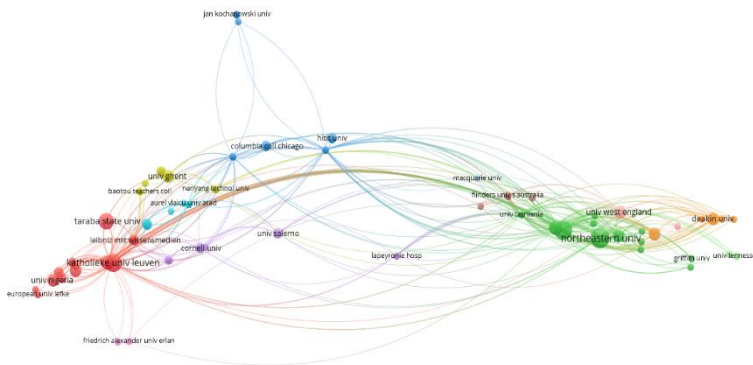 jan kochanowski univ
columbia coll chicago
hitit univ
univ ghent
baotou teachers coll
nanyang technol univ
aurel vlaicu univ arad
macquarie univ
flinders univ s australia
taraba state univ
univ tasmania
univ west england
deakin univ
leibniz inst wissensmedien
univ salerno
northeastern univ
cornell univ
katholieke univ leuven
lapeyronie hosp
griffith univ
univ tennessee
univ nigeria
european univ lefke
friedrich alexander univ erlan